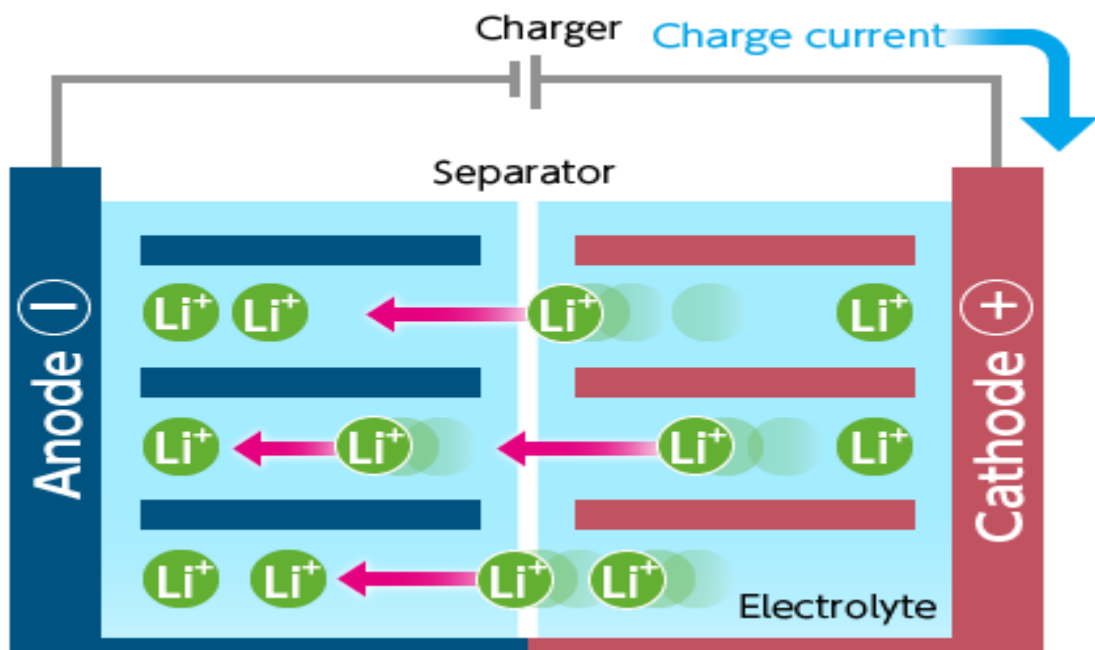 Charger
Charge current
Separator
Anode −
Cathode +
Li⁺ Li⁺ Li⁺ Li⁺
Li⁺ Li⁺ Li⁺ Li⁺
Li⁺ Li⁺ Li⁺ Li⁺
Electrolyte